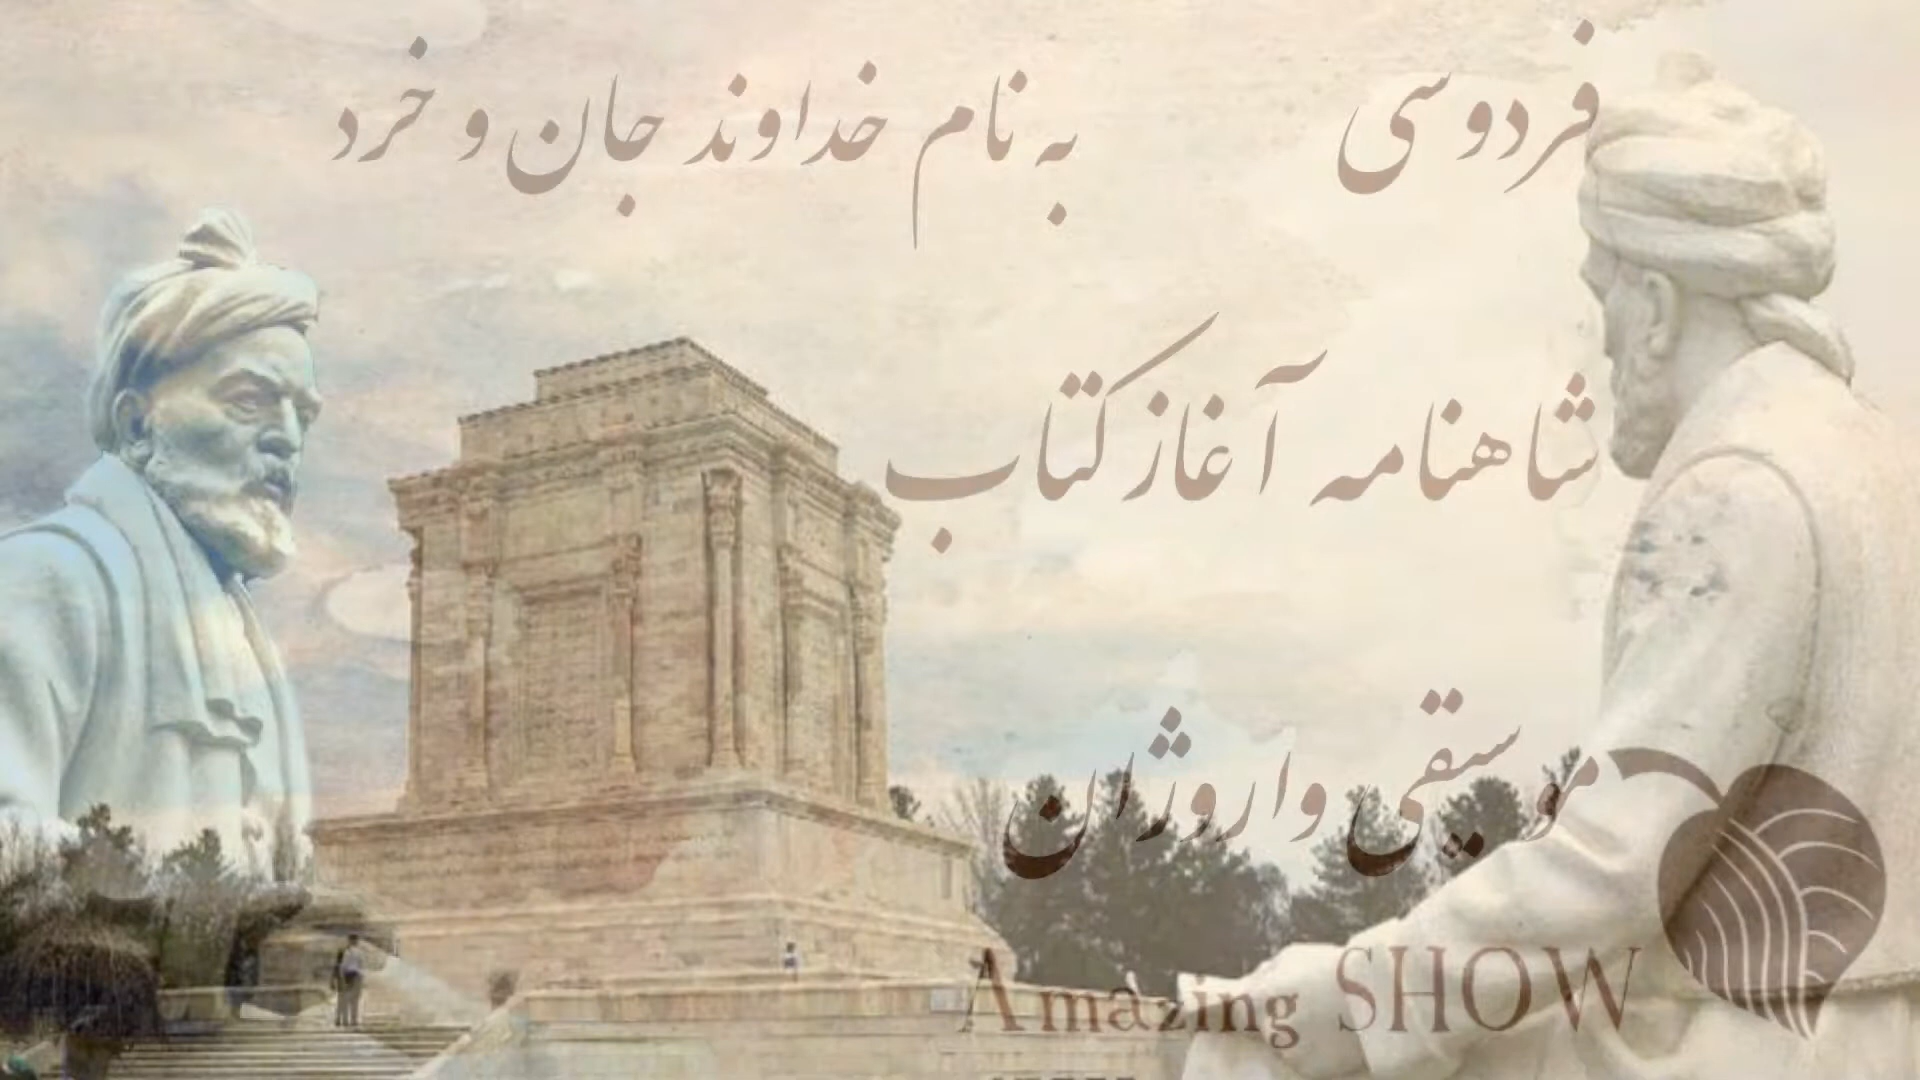 فردوسی به نام خداوند جان و خرد
شاهنامه آغاز کتاب
موسیقی واروژان
Amazing SHOW